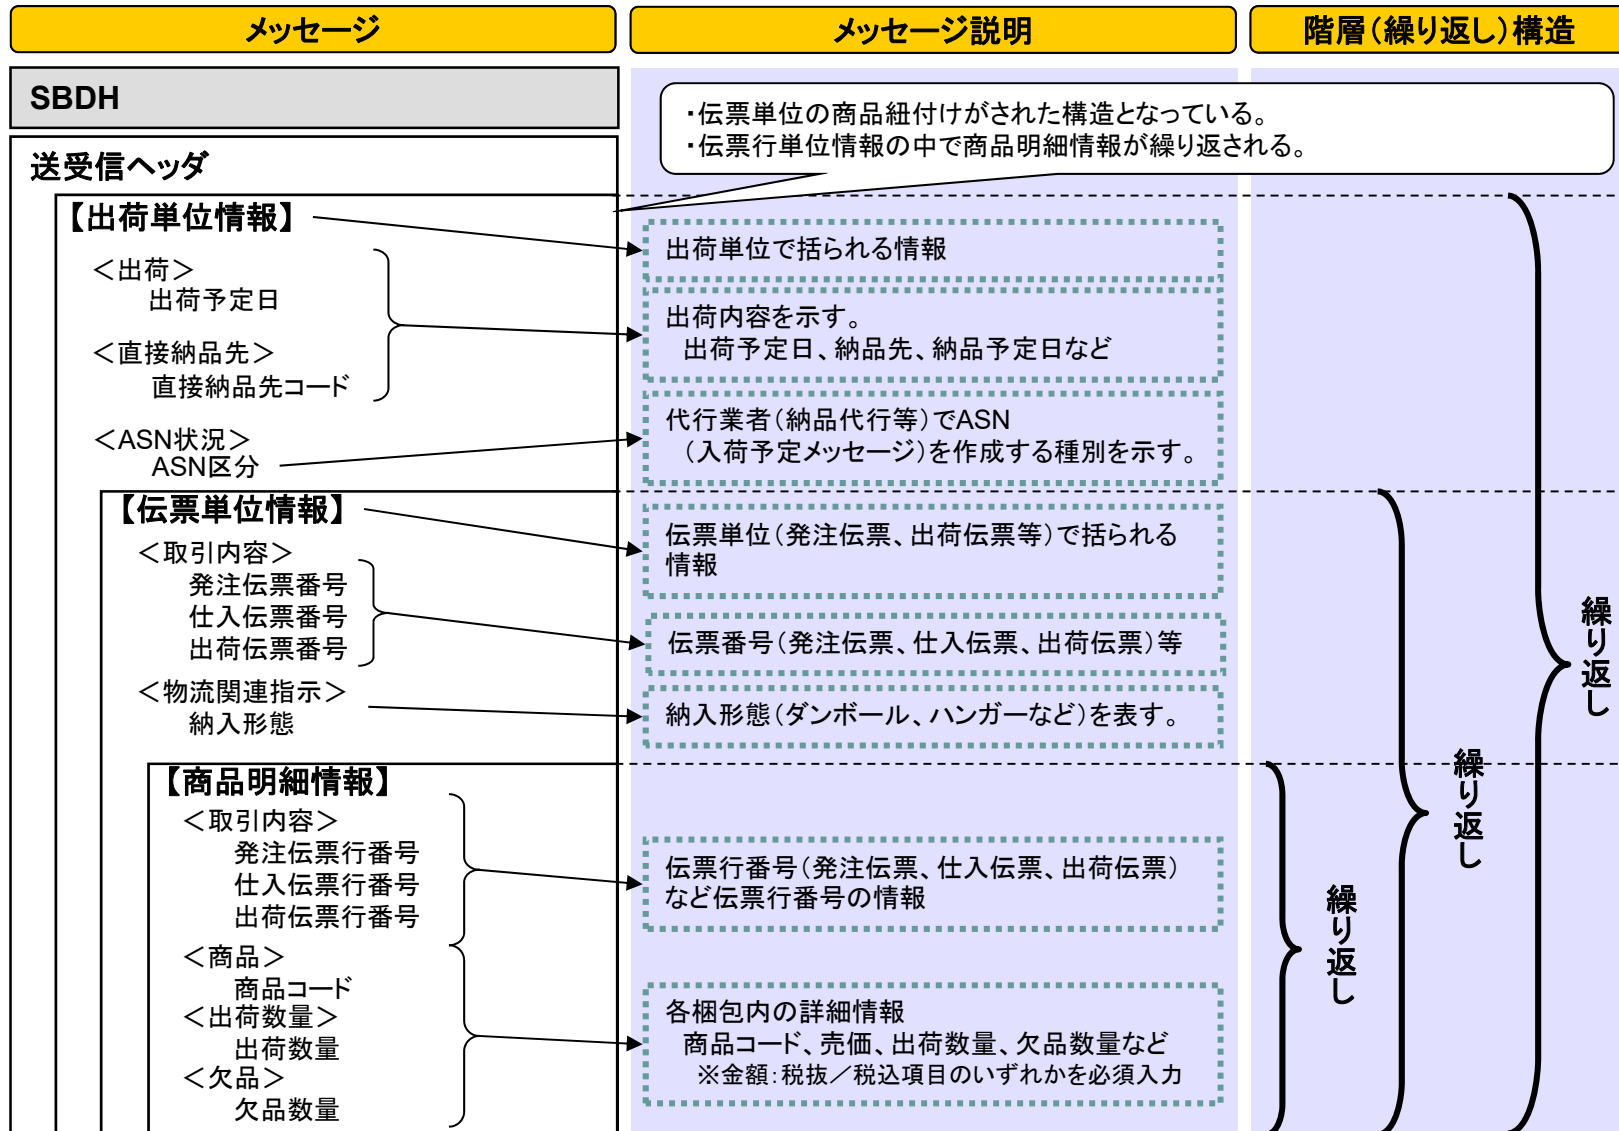 メッセージ
メッセージ説明
階層（繰り返し）構造
SBDH
・伝票単位の商品紐付けがされた構造となっている。
・伝票行単位情報の中で商品明細情報が繰り返される。
送受信ヘッダ
【出荷単位情報】
＜出荷＞
出荷予定日
＜直接納品先＞
直接納品先コード
＜ASN状況＞
ASN区分
出荷単位で括られる情報
出荷内容を示す。
出荷予定日、納品先、納品予定日など
代行業者（納品代行等）でASN
（入荷予定メッセージ）を作成する種別を示す。
【伝票単位情報】
＜取引内容＞
発注伝票番号
仕入伝票番号
出荷伝票番号
＜物流関連指示＞
納入形態
伝票単位（発注伝票、出荷伝票等）で括られる
情報
伝票番号（発注伝票、仕入伝票、出荷伝票）等
納入形態（ダンボール、ハンガーなど）を表す。
【商品明細情報】
＜取引内容＞
発注伝票行番号
仕入伝票行番号
出荷伝票行番号
＜商品＞
商品コード
＜出荷数量＞
出荷数量
＜欠品＞
欠品数量
伝票行番号（発注伝票、仕入伝票、出荷伝票）
など伝票行番号の情報
各梱包内の詳細情報
商品コード、売価、出荷数量、欠品数量など
※金額：税抜／税込項目のいずれかを必須入力
繰り返し
繰り返し
繰り返し